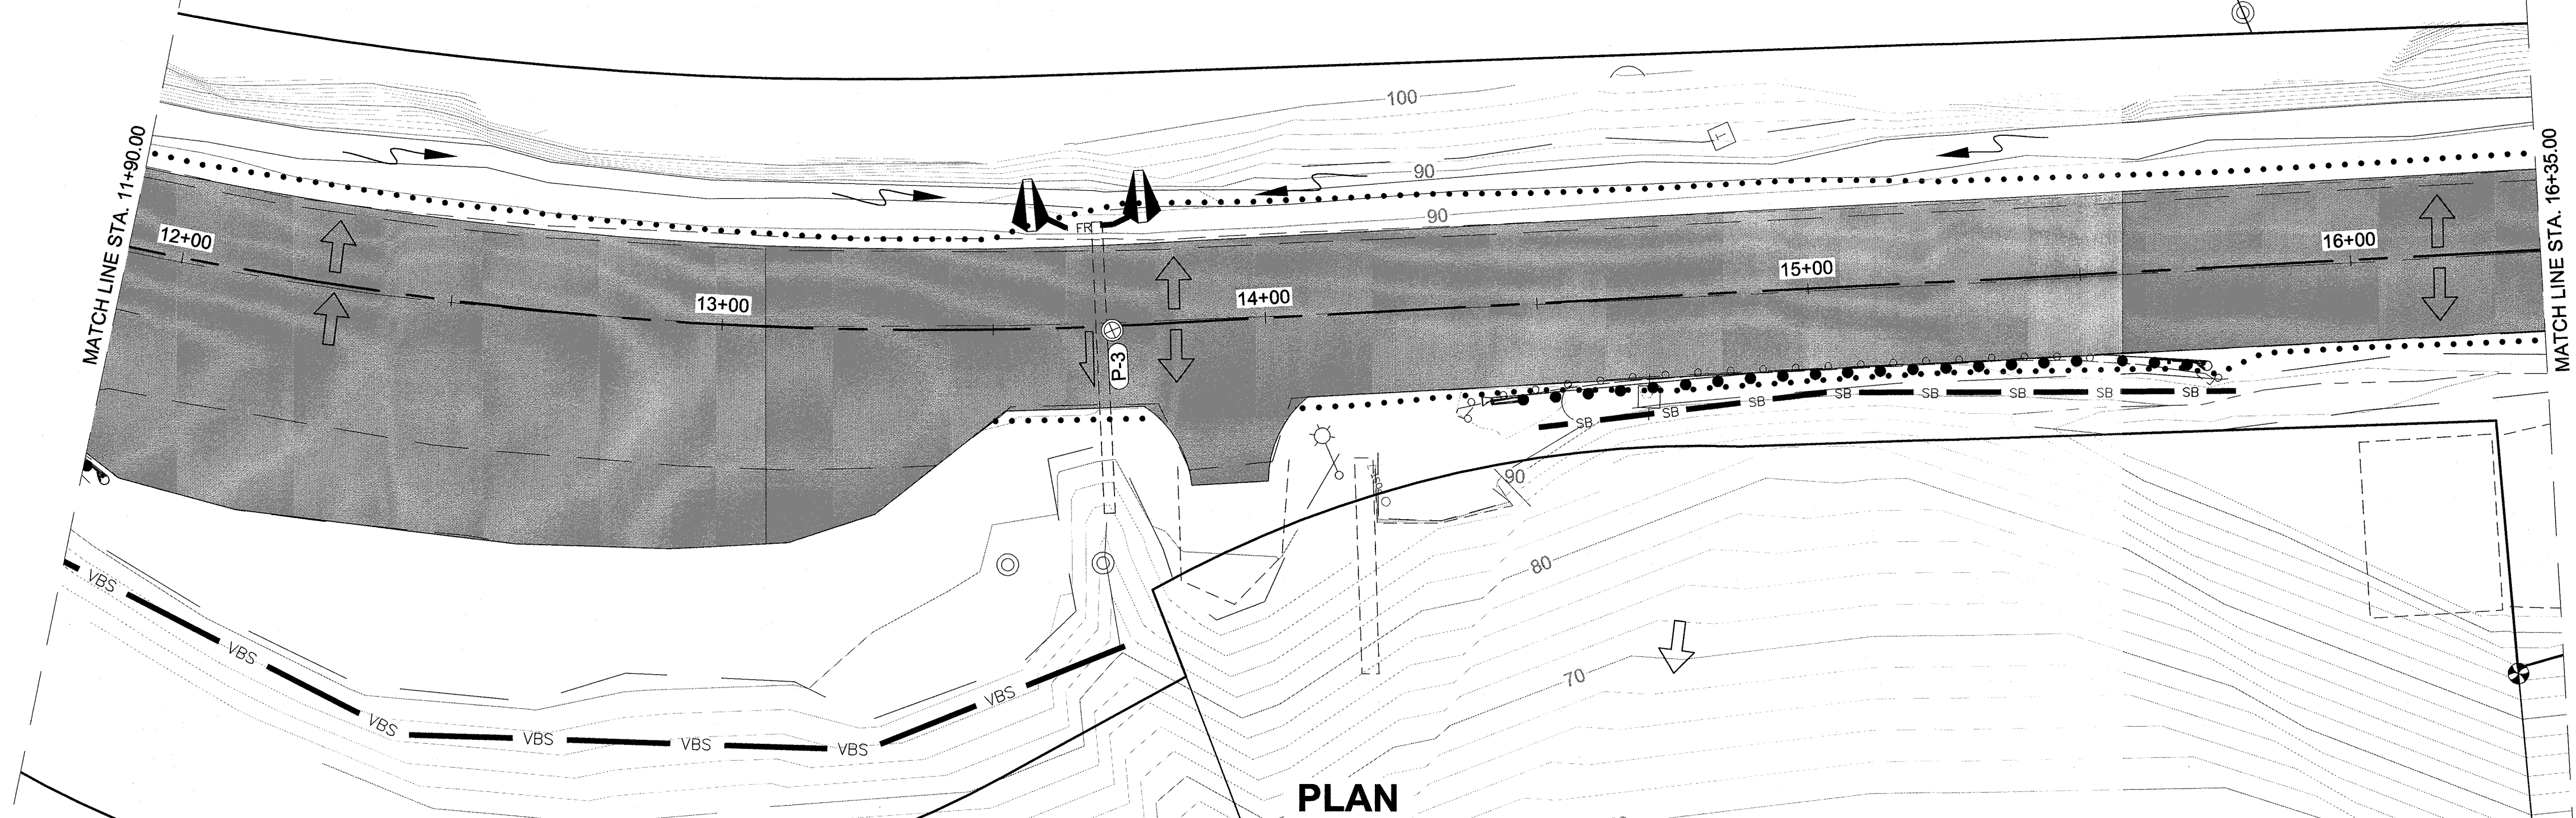 MATCH LINE STA. 11+90.00
MATCH LINE STA. 16+35.00
100
T
90
90
FR
12+00
13+00
14+00
15+00
16+00
P-3
SB
SB
SB
SB
SB
SB
SB
SB
90
80
70
VBS
VBS
VBS
VBS
VBS
VBS
VBS
PLAN